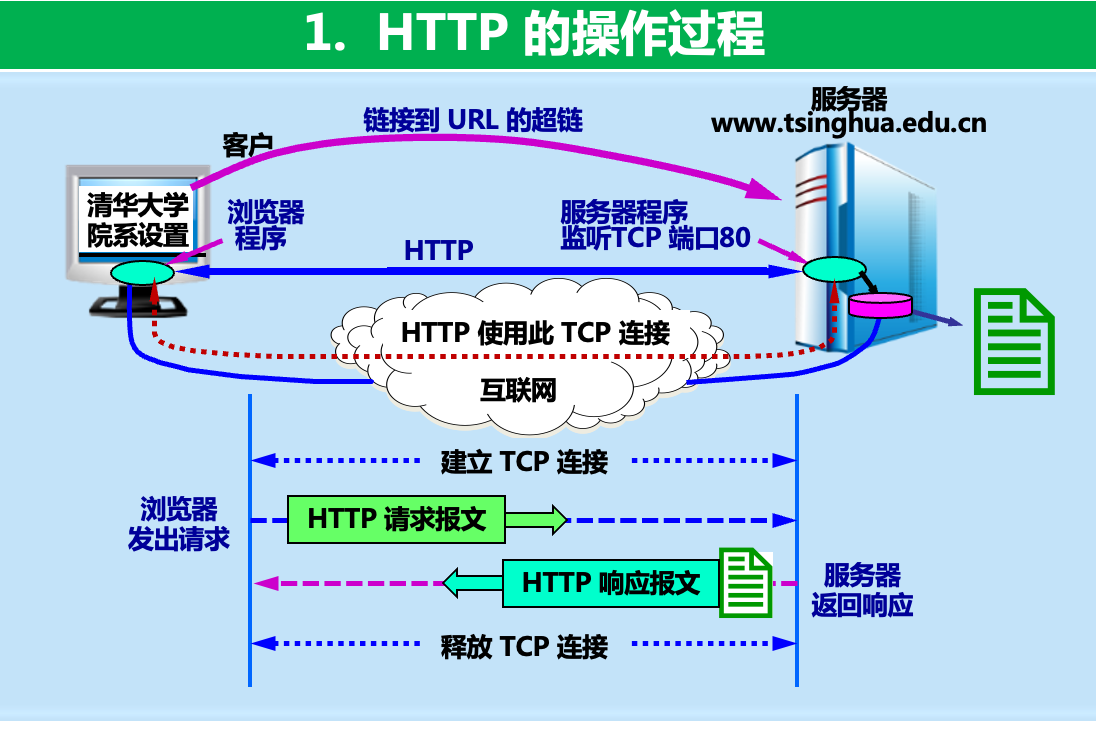 1. HTTP 的操作过程
服务器
www.tsinghua.edu.cn
链接到 URL 的超链
客户
清华大学
院系设置
浏览器
程序
服务器程序
监听TCP 端口80
HTTP
HTTP 使用此 TCP 连接
互联网
建立 TCP 连接
浏览器
发出请求
HTTP 请求报文
HTTP 响应报文
服务器
返回响应
释放 TCP 连接